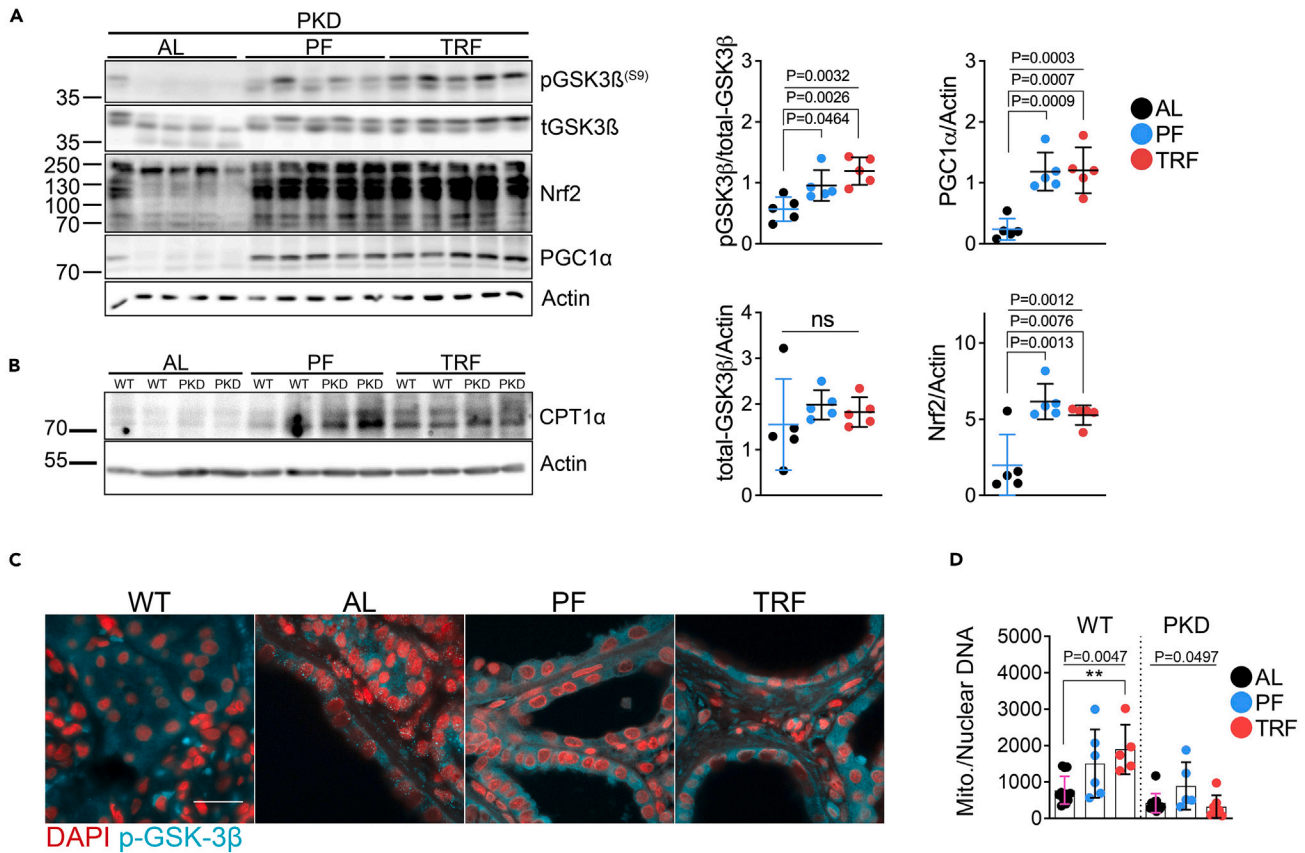 A
PKD
AL PF TRF
35
pGSK3ß(S9)
35
tGSK3ß
250
130
100
70
Nrf2
70
PGC1α
Actin
B
AL PF TRF
WT WT PKD PKD WT WT PKD PKD WT WT PKD PKD
70
CPT1α
55
Actin
pGSK3β/total-GSK3β
3
2
1
0
P=0.0032
P=0.0026
P=0.0464
PGC1α/Actin
3
2
1
0
P=0.0003
P=0.0007
P=0.0009
AL
PF
TRF
total-GSK3β/Actin
4
3
2
1
0
ns
Nrf2/Actin
10
5
0
P=0.0012
P=0.0076
P=0.0013
C
WT AL PF TRF
DAPI p-GSK-3β
D
WT PKD
Mito./Nuclear DNA
5000
4000
3000
2000
1000
0
P=0.0047
**
P=0.0497
AL
PF
TRF